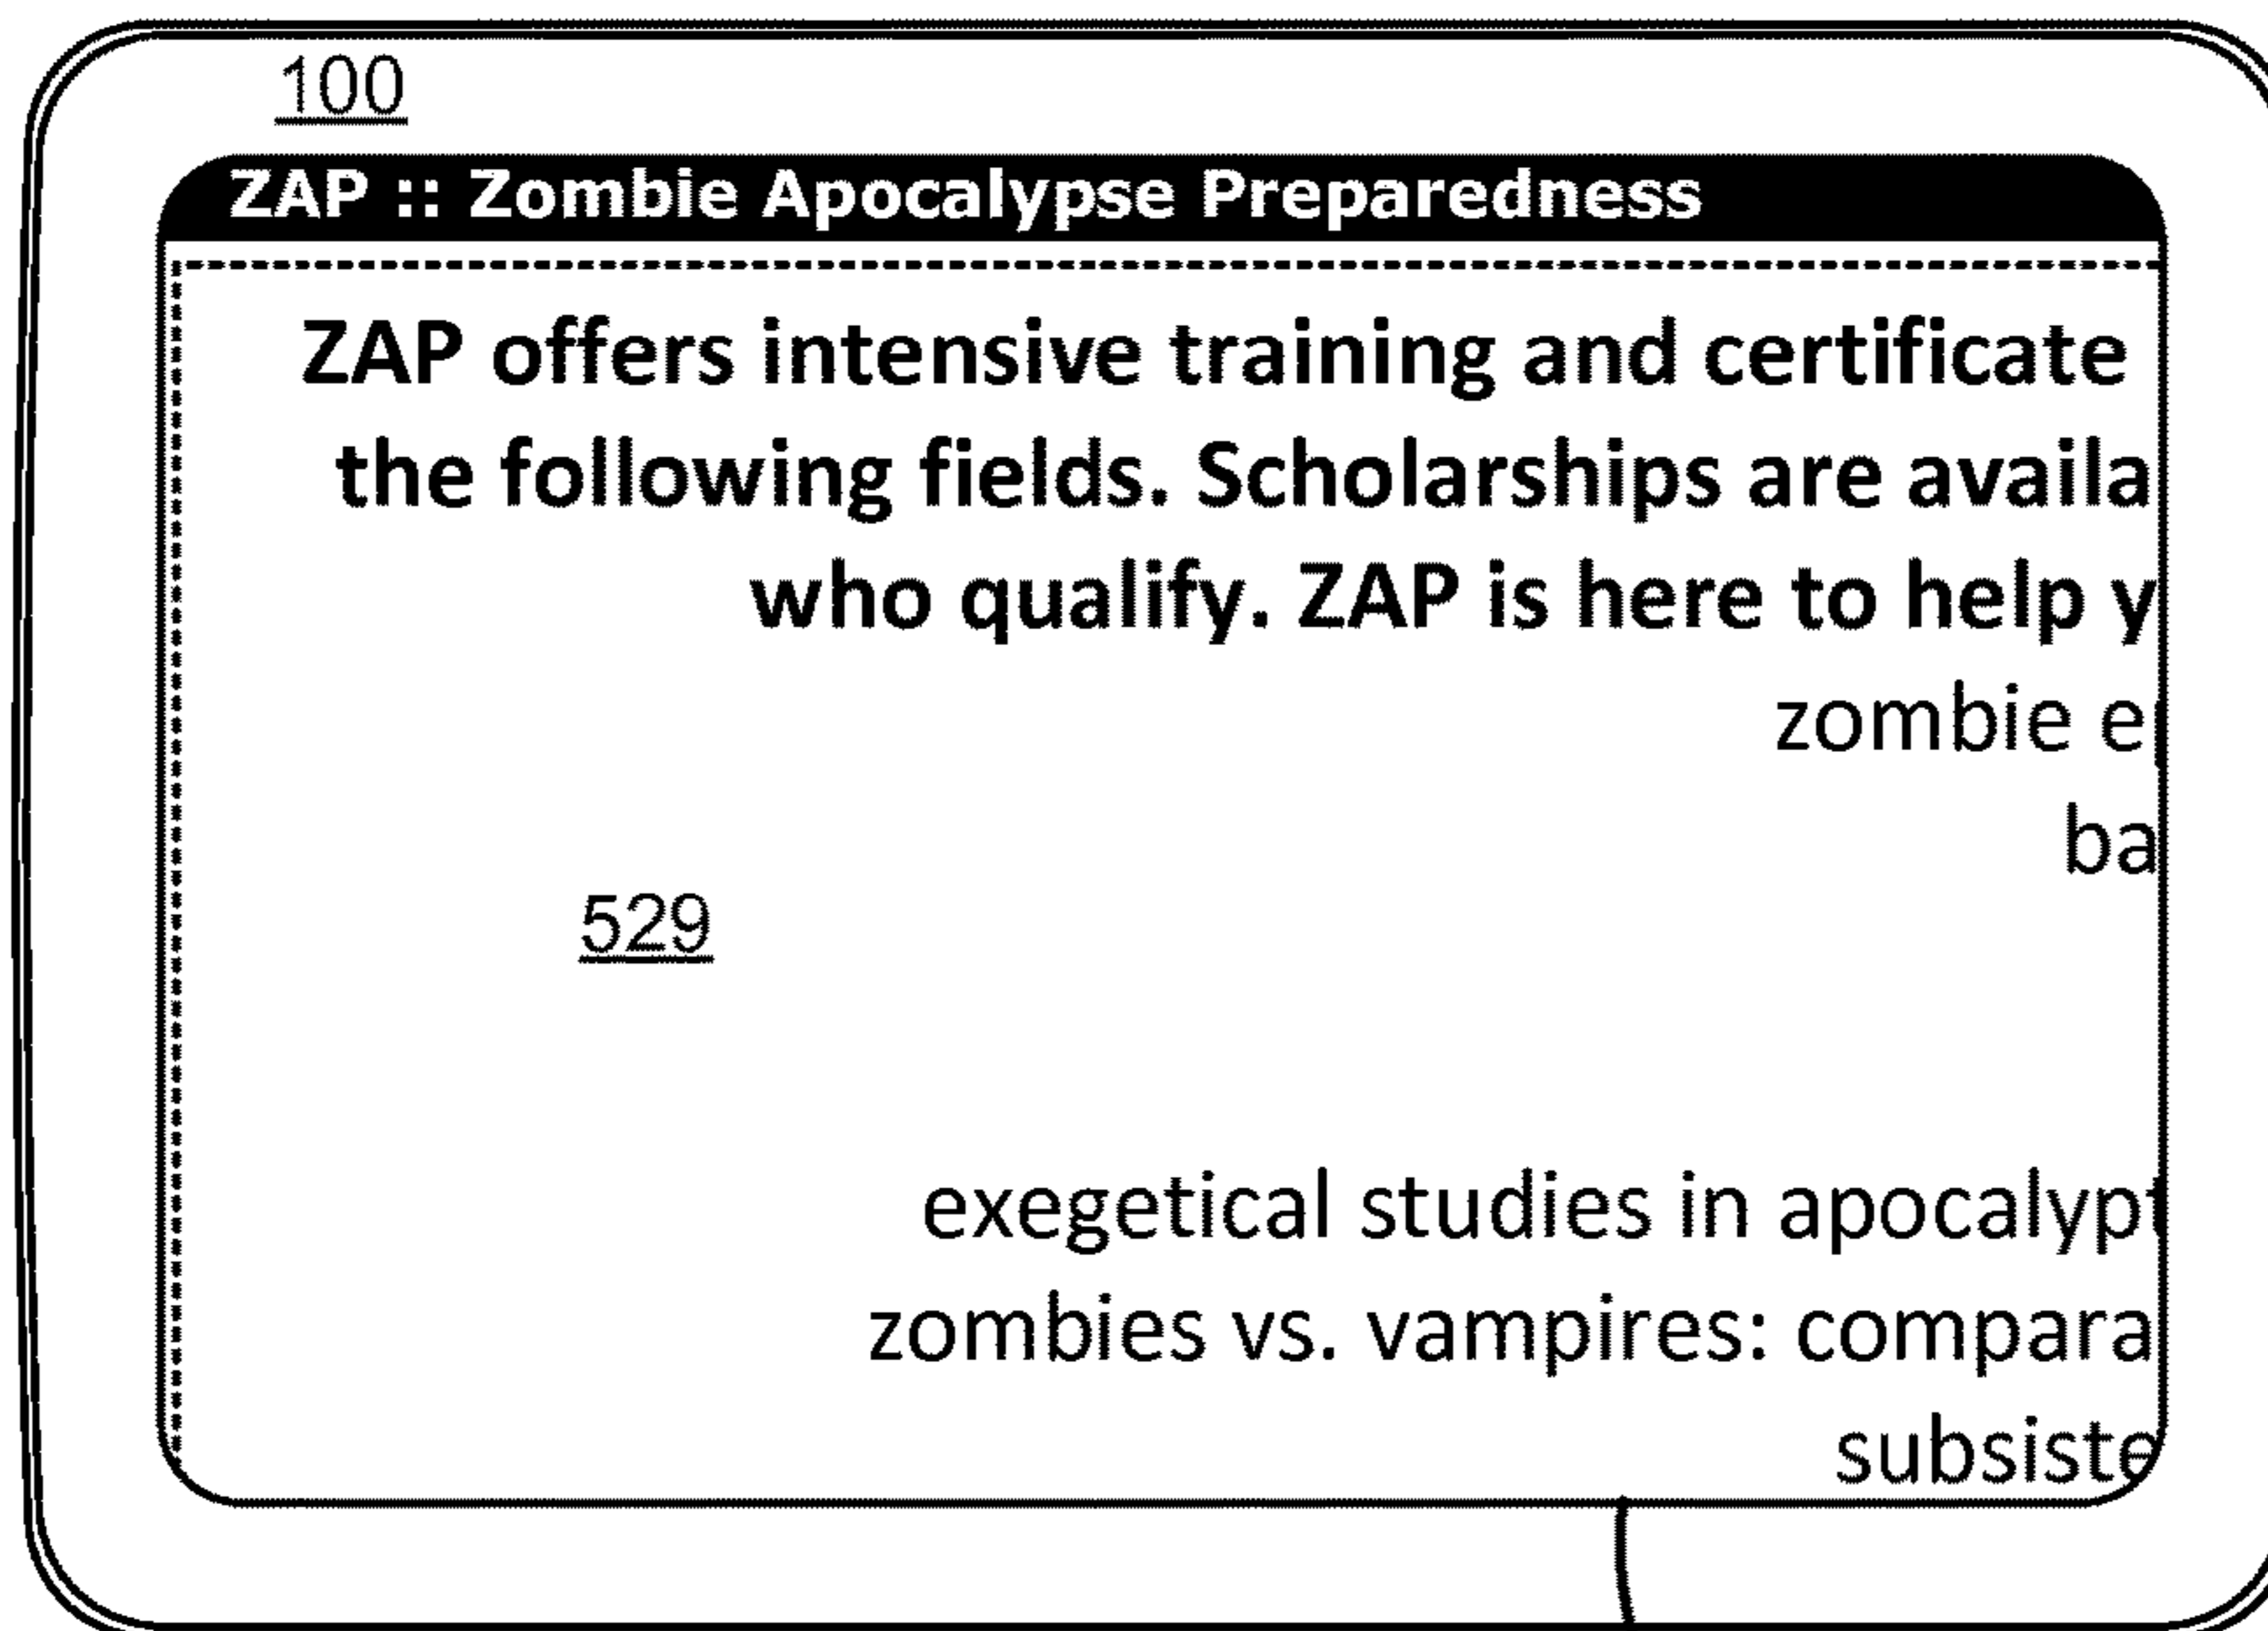 100
ZAP :: Zombie Apocalypse Preparedness
ZAP offers intensive training and certificate
the following fields. Scholarships are availa
who qualify. ZAP is here to help y
zombie e
ba
529
exegetical studies in apocalypt
zombies vs. vampires: compara
subsiste